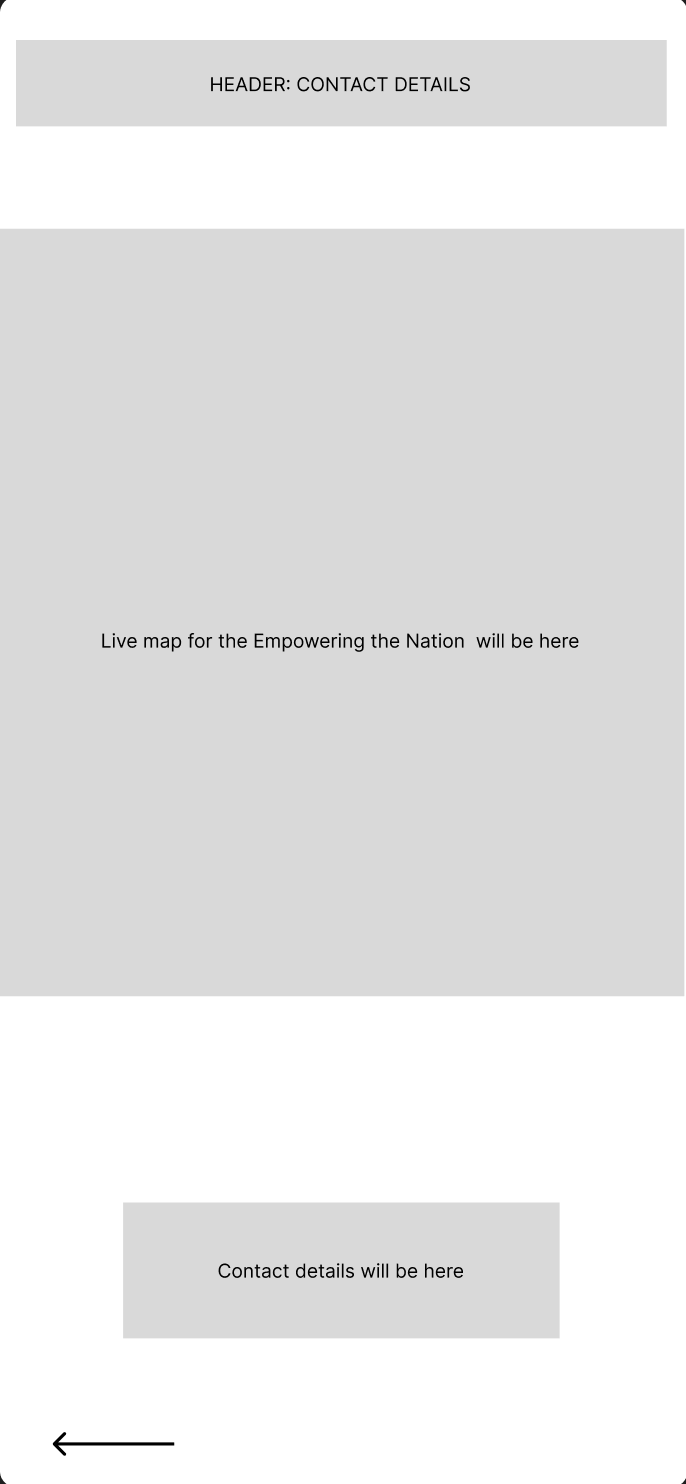 HEADER: CONTACT DETAILS
Live map for the Empowering the Nation  will be here
Contact details will be here